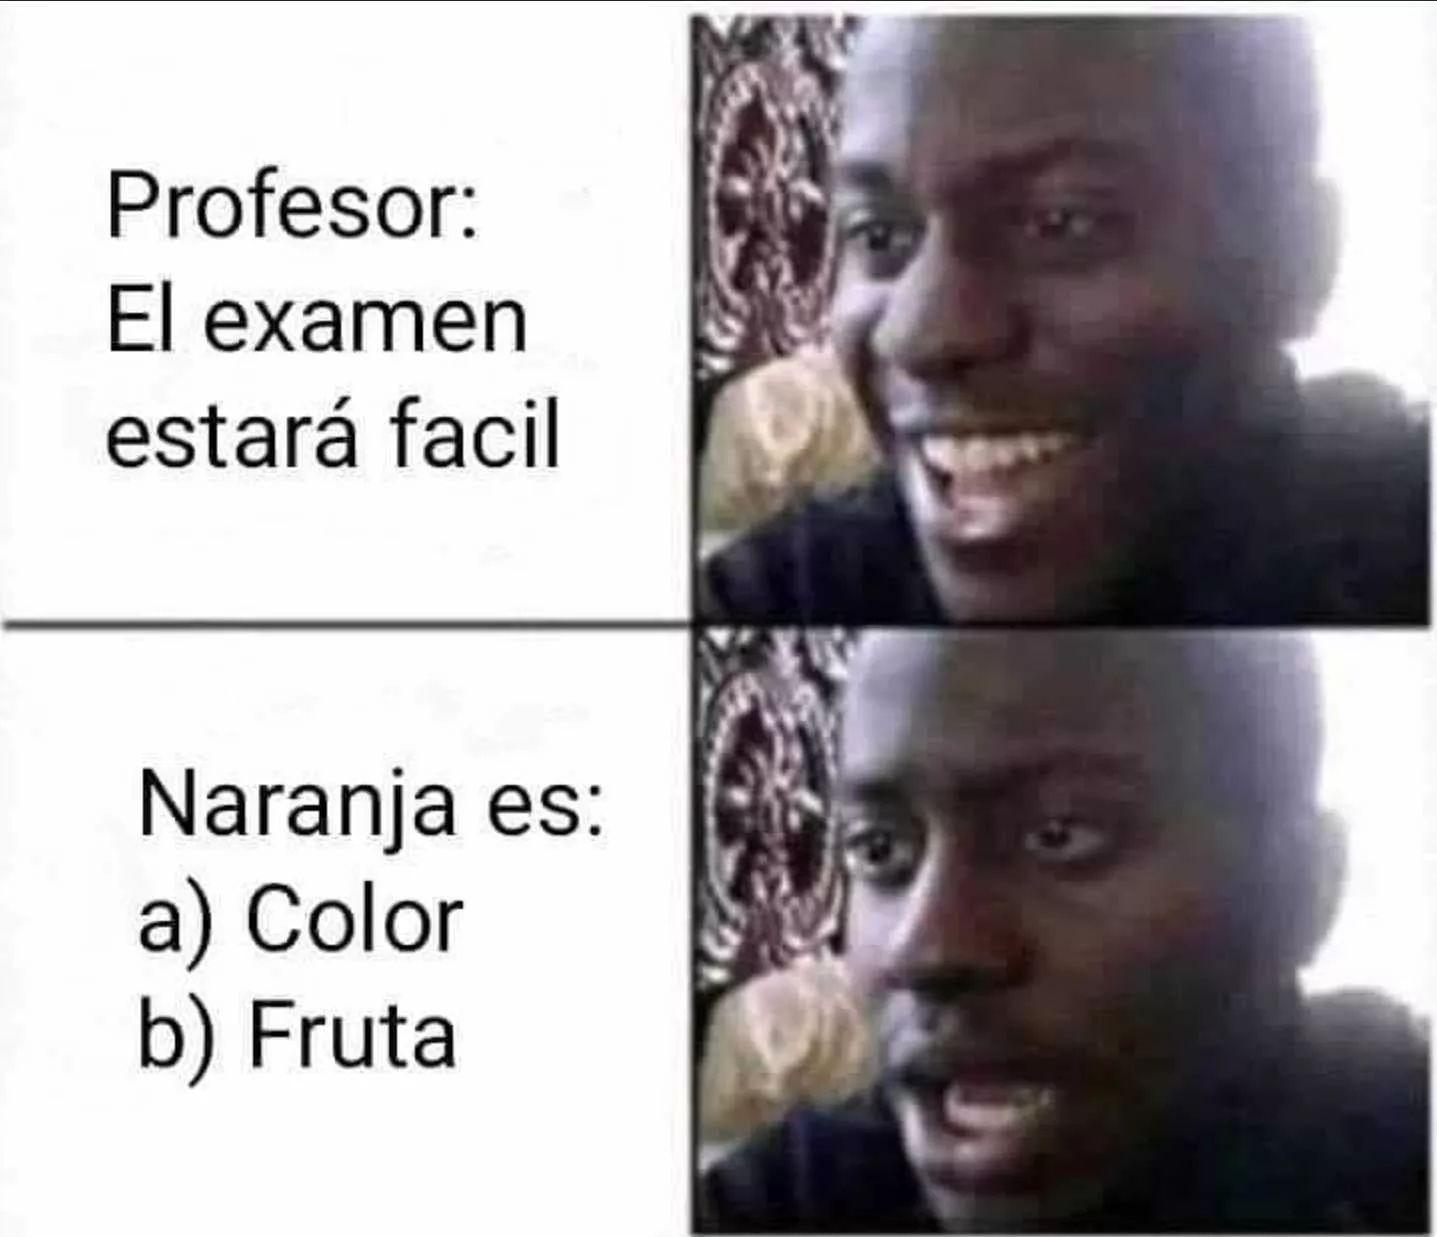 Profesor:
El examen
estará facil
Naranja es:
a) Color
b) Fruta